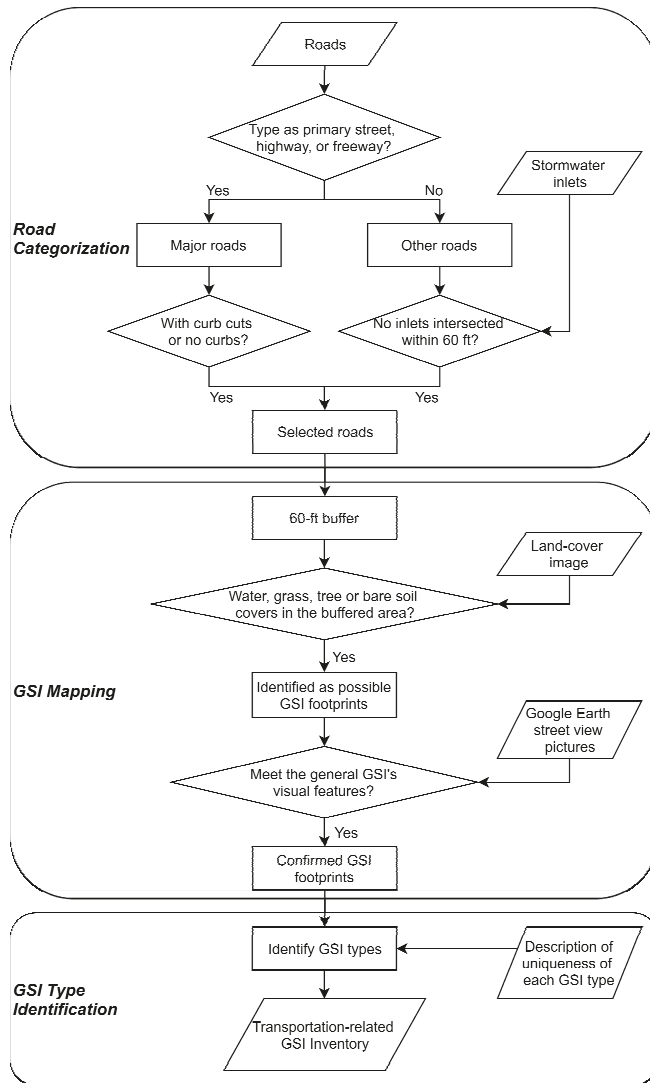 Roads
Type as primary street,
highway, or freeway?
Stormwater
inlets
Yes
No
Road
Categorization
Major roads
Other roads
With curb cuts
or no curbs?
No inlets intersected
within 60 ft?
Yes
Yes
Selected roads
60-ft buffer
Land-cover
image
Water, grass, tree or bare soil
covers in the buffered area?
Yes
GSI Mapping
Identified as possible
GSI footprints
Google Earth
street view
pictures
Meet the general GSI's
visual features?
Yes
Confirmed GSI
footprints
Identify GSI types
Description of
uniqueness of
each GSI type
GSI Type
Identification
Transportation-related
GSI Inventory